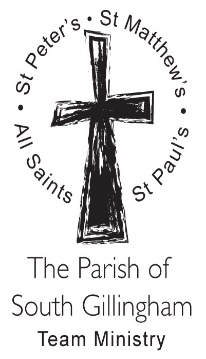 • St Peter's • St Matthew's •
All Saints
St Paul's
The Parish of
South Gillingham
Team Ministry